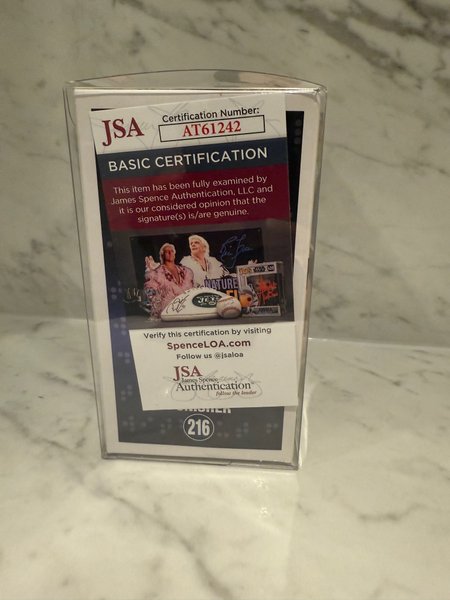 JSA
Certification Number:
AT61242
BASIC CERTIFICATION
This item has been fully examined by
James Spence Authentication, LLC and
it is our considered opinion that the
signature(s) is/are genuine.
Verify this certification by visiting
SpenceLOA.com
Follow us @jsaloa
JSA
James Spence
Authentication
follow the leader
216